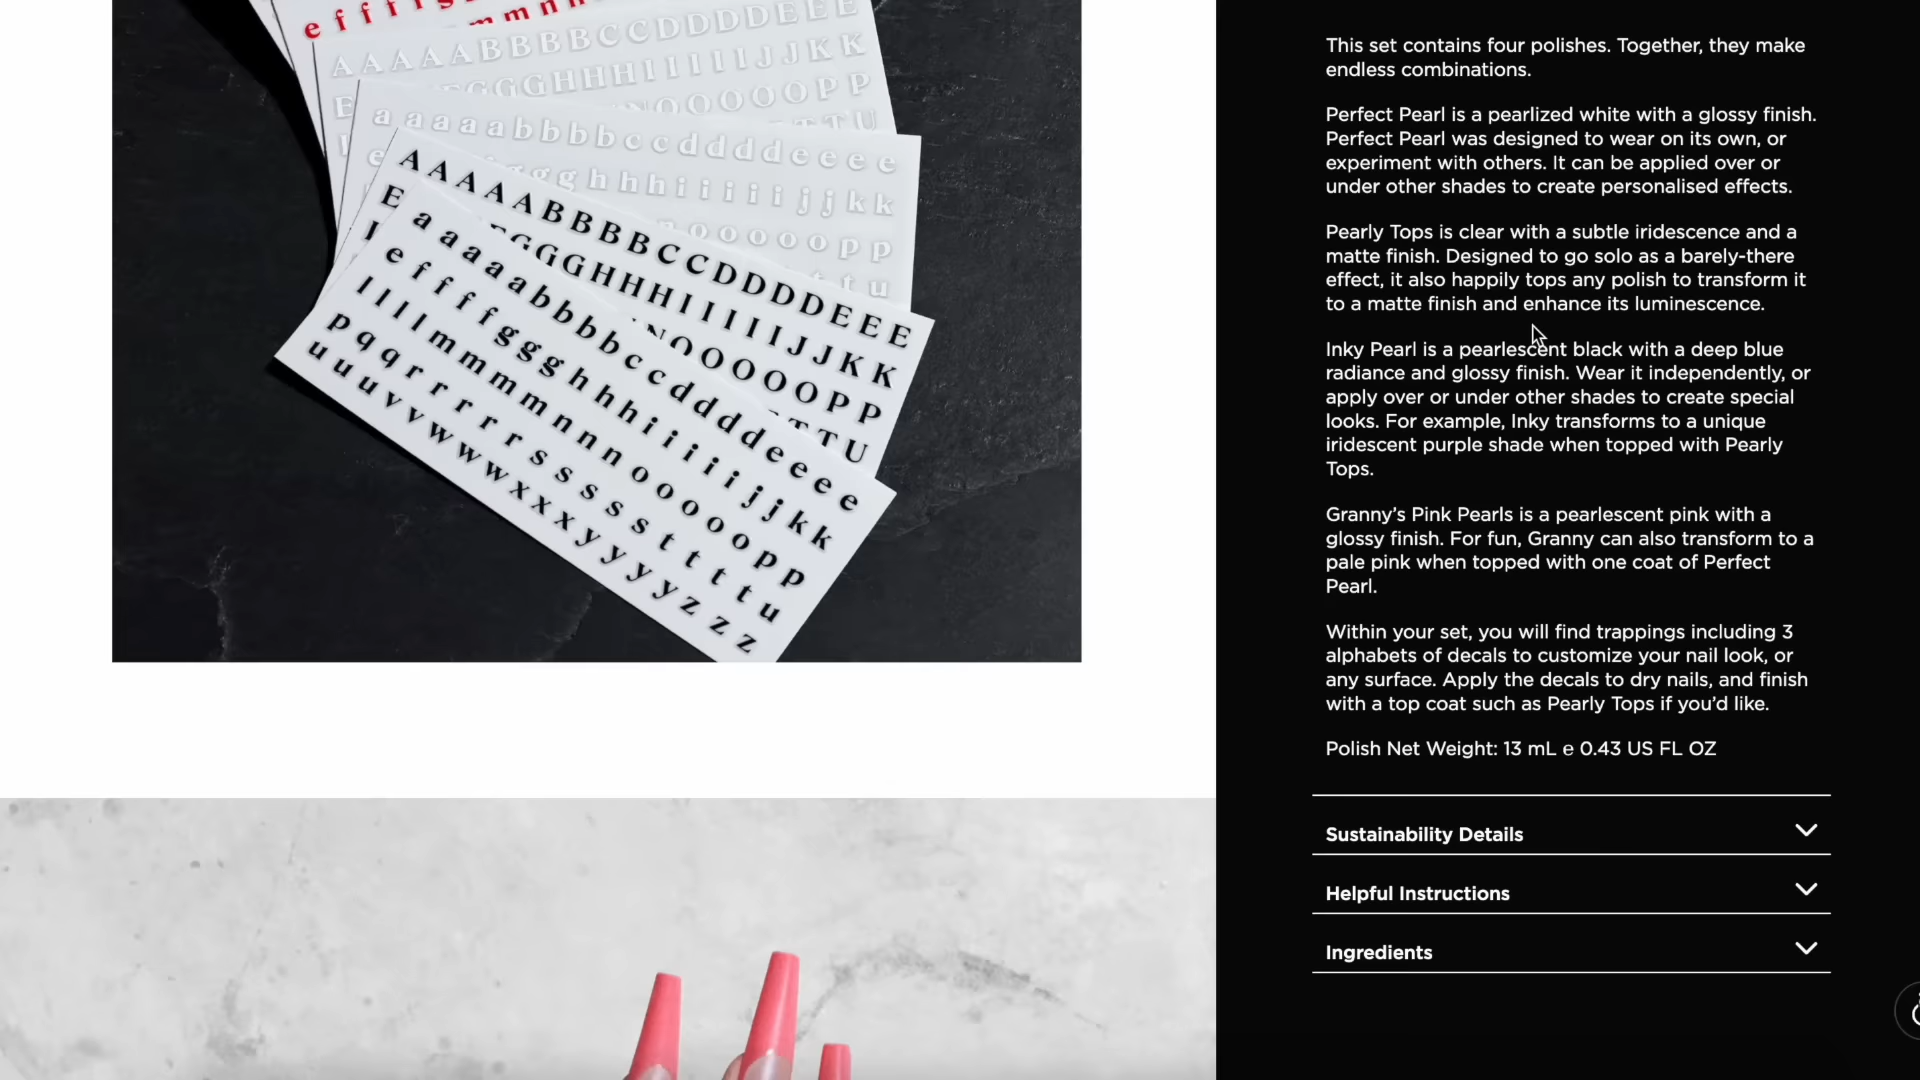 e f f f f g
m m n n
A A A A A B B B B C C D D D D E E E
G G G H H H I I I I I J J K K
O O O O O P P
T T U
a a a a a b b b b c c d d d d e e e e
g g h h h i i i i i j j k k
o o o o o p p
t t u
A A A A A B B B B C C D D D D E E E
E G G G H H H I I I I I J J K K
N O O O O O P P
T T U
a a a a a b b b b c c d d d d e e e e
e f f f f g g g h h h i i i i i j j k k
l l l l m m m m m n n n n o o o o o p p
p q q r r r r r s s s s s t t t t u
u u u v v w w w w x x x y y y y z z z
This set contains four polishes. Together, they make
endless combinations.
Perfect Pearl is a pearlized white with a glossy finish.
Perfect Pearl was designed to wear on its own, or
experiment with others. It can be applied over or
under other shades to create personalised effects.
Pearly Tops is clear with a subtle iridescence and a
matte finish. Designed to go solo as a barely-there
effect, it also happily tops any polish to transform it
to a matte finish and enhance its luminescence.
Inky Pearl is a pearlescent black with a deep blue
radiance and glossy finish. Wear it independently, or
apply over or under other shades to create special
looks. For example, Inky transforms to a unique
iridescent purple shade when topped with Pearly
Tops.
Granny’s Pink Pearls is a pearlescent pink with a
glossy finish. For fun, Granny can also transform to a
pale pink when topped with one coat of Perfect
Pearl.
Within your set, you will find trappings including 3
alphabets of decals to customize your nail look, or
any surface. Apply the decals to dry nails, and finish
with a top coat such as Pearly Tops if you’d like.
Polish Net Weight: 13 mL e 0.43 US FL OZ
Sustainability Details
Helpful Instructions
Ingredients